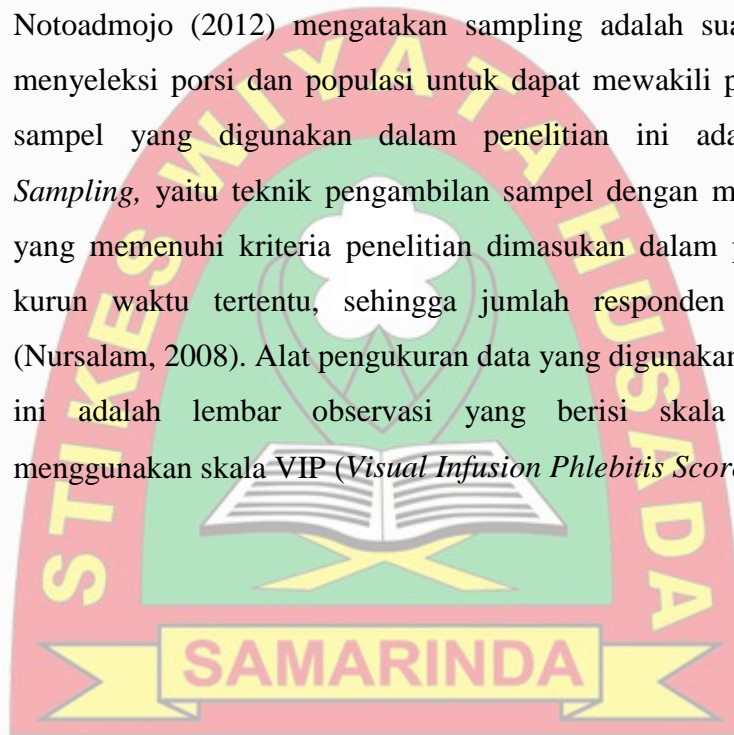 Notoadmojo (2012) mengatakan sampling adalah sua
menyeleksi porsi dan populasi untuk dapat mewakili p
sampel yang digunakan dalam penelitian ini ada
Sampling, yaitu teknik pengambilan sampel dengan m
yang memenuhi kriteria penelitian dimasukan dalam p
kurun waktu tertentu, sehingga jumlah responden
(Nursalam, 2008). Alat pengukuran data yang digunakan
ini adalah lembar observasi yang berisi skala
menggunakan skala VIP (Visual Infusion Phlebitis Score
STIKES WIYATA HUSADA
SAMARINDA